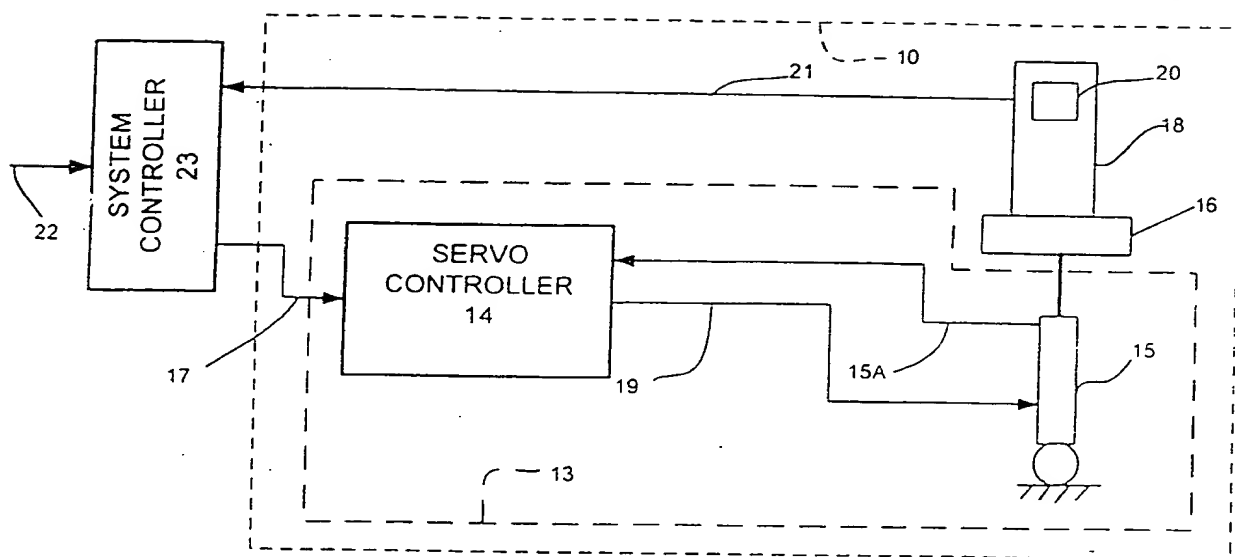 10
21
20
18
16
SYSTEM
CONTROLLER
23
22
SERVO
CONTROLLER
14
17
19
15A
15
13